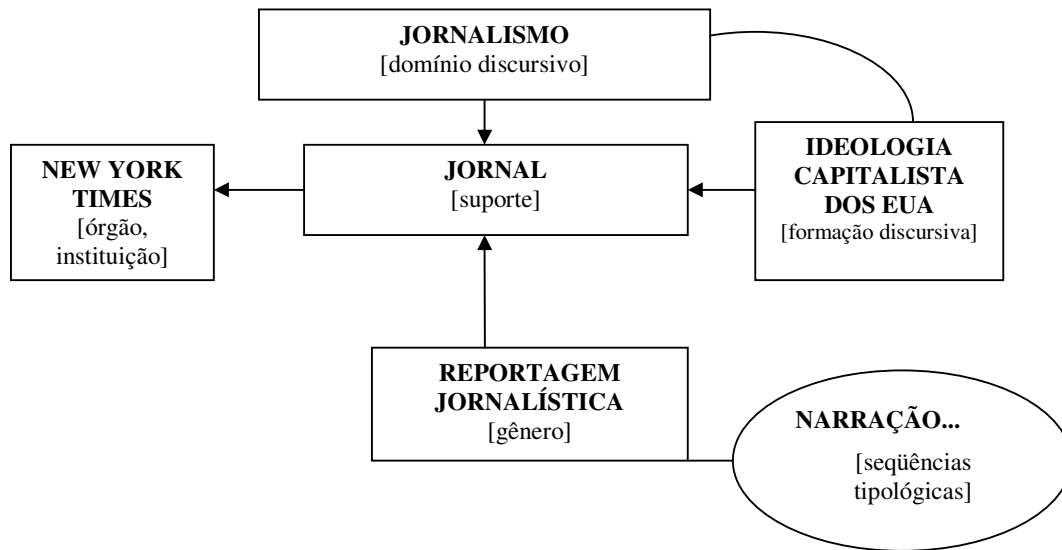 JORNALISMO
[domínio discursivo]
NEW YORK
TIMES
[órgão,
instituição]
JORNAL
[suporte]
IDEOLOGIA
CAPITALISTA
DOS EUA
[formação discursiva]
REPORTAGEM
JORNALÍSTICA
[gênero]
NARRAÇÃO...
[seqüências
tipológicas]